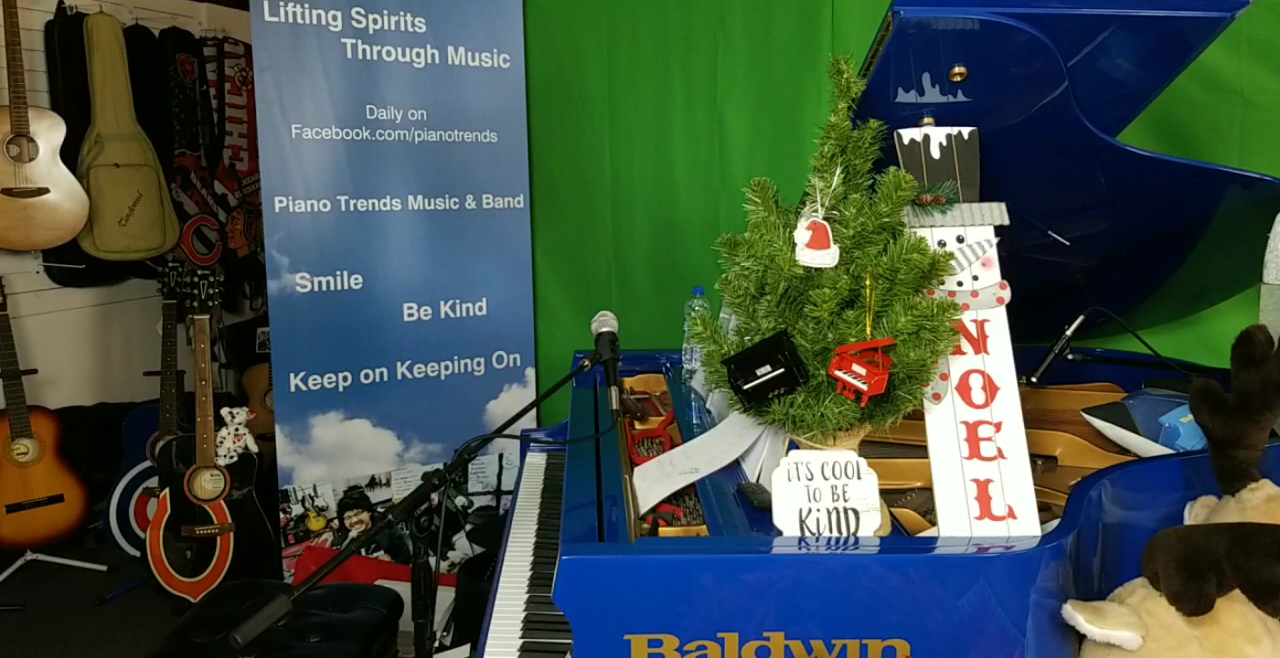 Lifting Spirits
Through Music
Daily on
Facebook.com/pianotrends
Piano Trends Music & Band
Smile
Be Kind
Keep on Keeping On
NOEL
IT'S COOL
TO BE
KIND
Baldwin